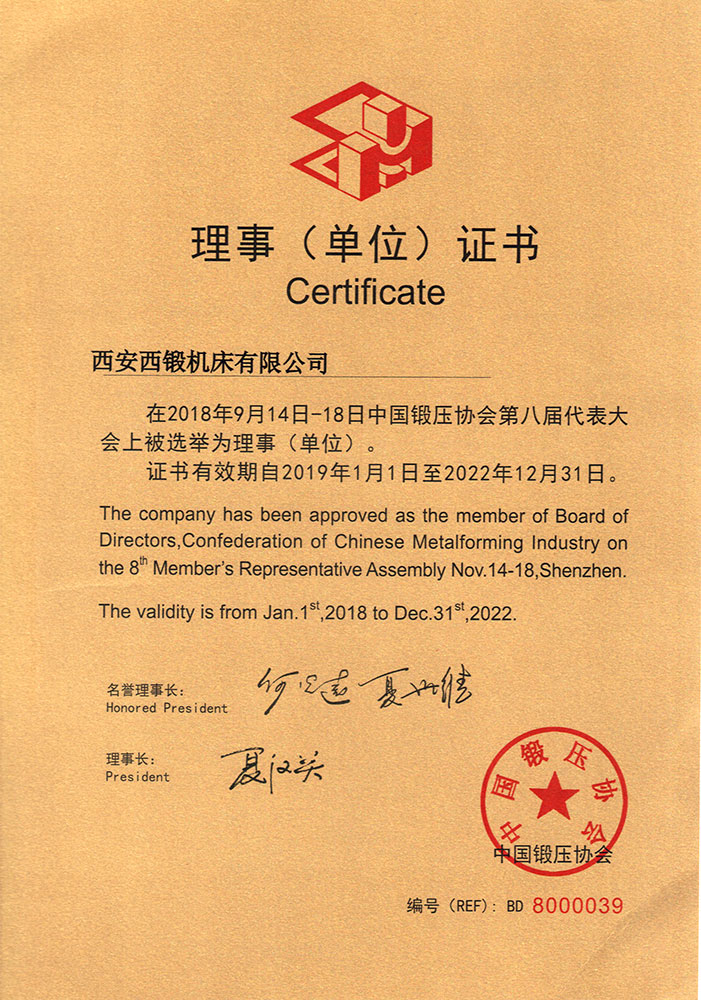 理事（单位）证书
Certificate
西安西锻机床有限公司
在2018年9月14日-18日中国锻压协会第八届代表大
会上被选举为理事（单位）。
证书有效期自2019年1月1日至2022年12月31日。
The company has been approved as the member of Board of
Directors,Confederation of Chinese Metalforming Industry on
the 8th Member's Representative Assembly Nov.14-18,Shenzhen.
The validity is from Jan.1st,2018 to Dec.31st,2022.
名誉理事长：
Honored President
理事长：
President
中国锻压协会
中国锻压协会
编号（REF）：BD 8000039